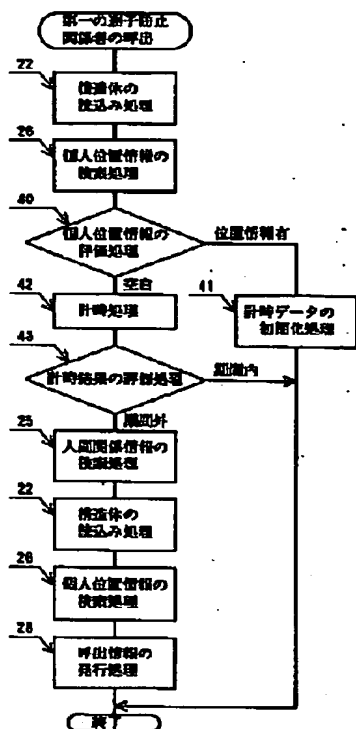 第一の迷子防止
関係者の呼出
22
構造体の
読込み処理
26
個人位置情報の
検索処理
40
個人位置情報の
評価処理
位置情報有
空白
42
計時処理
41
計時データの
初期化処理
43
計時結果の評価処理
範囲内
範囲外
25
人間関係情報の
検索処理
22
構造体の
読込み処理
26
個人位置情報の
検索処理
28
呼出情報の
発行処理
終了